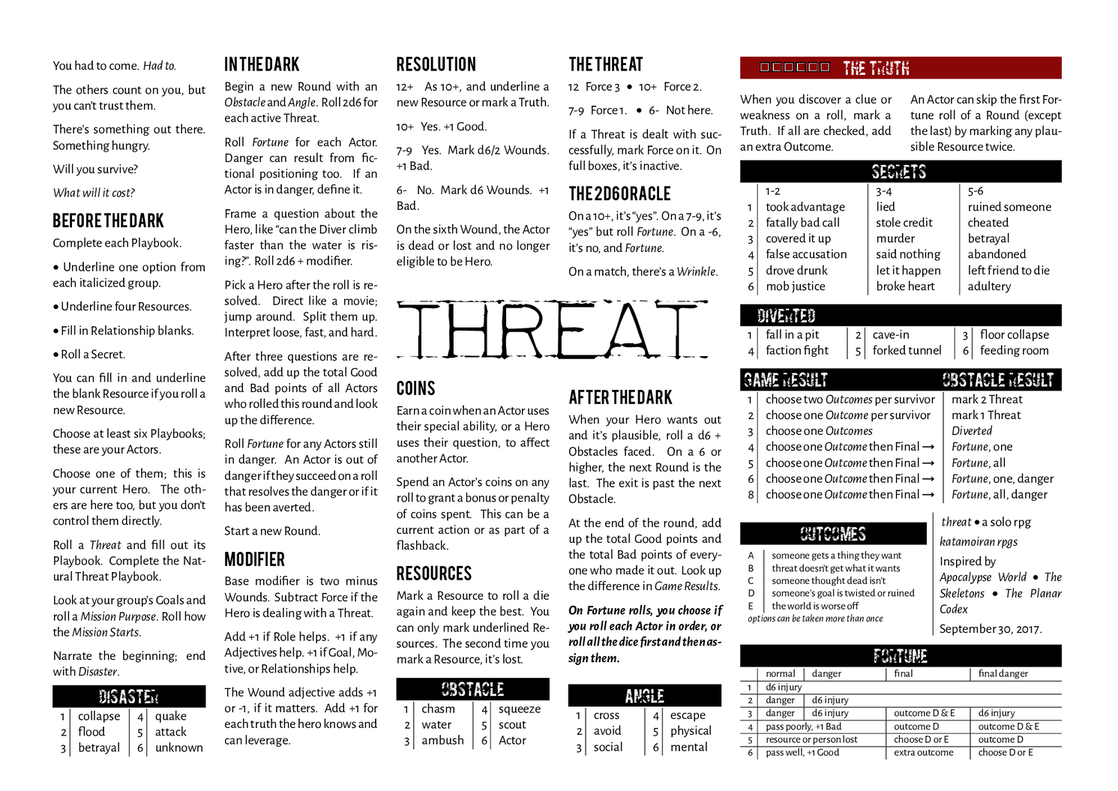 You had to come. Had to.
The others count on you, but
you can't trust them.
There's something out there.
Something hungry.
Will you survive?
What will it cost?
BEFORE THE DARK
Complete each Playbook.
• Underline one option from
each italicized group.
• Underline four Resources.
• Fill in Relationship blanks.
• Roll a Secret.
You can fill in and underline
the blank Resource if you roll a
new Resource.
Choose at least six Playbooks;
these are your Actors.
Choose one of them; this is
your current Hero. The oth-
ers are here too, but you don't
control them directly.
Roll a Threat and fill out its
Playbook. Complete the Nat-
ural Threat Playbook.
Look at your group's Goals and
roll a Mission Purpose. Roll how
the Mission Starts.
Narrate the beginning; end
with Disaster.
DISASTER
1 collapse 4 quake
2 flood 5 attack
3 betrayal 6 unknown
IN THE DARK
Begin a new Round with an
Obstacle and Angle. Roll 2d6 for
each active Threat.
Roll Fortune for each Actor.
Danger can result from fic-
tional positioning too. If an
Actor is in danger, define it.
Frame a question about the
Hero, like "can the Diver climb
faster than the water is ris-
ing?". Roll 2d6 + modifier.
Pick a Hero after the roll is re-
solved. Direct like a movie;
jump around. Split them up.
Interpret loose, fast, and hard.
After three questions are re-
solved, add up the total Good
and Bad points of all Actors
who rolled this round and look
up the difference.
Roll Fortune for any Actors still
in danger. An Actor is out of
danger if they succeed on a roll
that resolves the danger or if it
has been averted.
Start a new Round.
MODIFIER
Base modifier is two minus
Wounds. Subtract Force if the
Hero is dealing with a Threat.
Add +1 if Role helps. +1 if any
Adjectives help. +1 if Goal, Mo-
tive, or Relationships help.
The Wound adjective adds +1
or -1, if it matters. Add +1 for
each truth the hero knows and
can leverage.
RESOLUTION
12+ As 10+, and underline a
new Resource or mark a Truth.
10+ Yes. +1 Good.
7-9 Yes. Mark d6/2 Wounds.
+1 Bad.
6- No. Mark d6 Wounds. +1
Bad.
On the sixth Wound, the Actor
is dead or lost and no longer
eligible to be Hero.
THE THREAT
12 Force 3 • 10+ Force 2.
7-9 Force 1. • 6- Not here.
If a Threat is dealt with suc-
cessfully, mark Force on it. On
full boxes, it's inactive.
THE 2D6 ORACLE
On a 10+, it's "yes". On a 7-9, it's
"yes" but roll Fortune. On a -6,
it's no, and Fortune.
On a match, there's a Wrinkle.
THREAT
COINS
Earn a coin when an Actor uses
their special ability, or a Hero
uses their question, to affect
another Actor.
Spend an Actor's coins on any
roll to grant a bonus or penalty
of coins spent. This can be a
current action or as part of a
flashback.
RESOURCES
Mark a Resource to roll a die
again and keep the best. You
can only mark underlined Re-
sources. The second time you
mark a Resource, it's lost.
OBSTACLE
1 chasm 4 squeeze
2 water 5 scout
3 ambush 6 Actor
AFTER THE DARK
When your Hero wants out
and it's plausible, roll a d6 +
Obstacles faced. On a 6 or
higher, the next Round is the
last. The exit is past the next
Obstacle.
At the end of the round, add
up the total Good points and
the total Bad points of every-
one who made it out. Look up
the difference in Game Results.
On Fortune rolls, you choose if
you roll each Actor in order, or
roll all the dice first and then as-
sign them.
ANGLE
1 cross 4 escape
2 avoid 5 physical
3 social 6 mental
□□□□□□ THE TRUTH
When you discover a clue or
weakness on a roll, mark a
Truth. If all are checked, add
an extra Outcome.
An Actor can skip the first For-
tune roll of a Round (except
the last) by marking any plau-
sible Resource twice.
SECRETS
1-2 3-4 5-6
1 took advantage lied ruined someone
2 fatally bad call stole credit cheated
3 covered it up murder betrayal
4 false accusation said nothing abandoned
5 drove drunk let it happen left friend to die
6 mob justice broke heart adultery
DIVERTED
1 fall in a pit 2 cave-in 3 floor collapse
4 faction fight 5 forked tunnel 6 feeding room
GAME RESULT OBSTACLE RESULT
1 choose two Outcomes per survivor mark 2 Threat
2 choose one Outcome per survivor mark 1 Threat
3 choose one Outcomes Diverted
4 choose one Outcome then Final → Fortune, one
5 choose one Outcome then Final → Fortune, all
6 choose one Outcome then Final → Fortune, one, danger
8 choose one Outcome then Final → Fortune, all, danger
OUTCOMES
A someone gets a thing they want
B threat doesn't get what it wants
C someone thought dead isn't
D someone's goal is twisted or ruined
E the world is worse off
options can be taken more than once
threat • a solo rpg
katamoiran rpgs
Inspired by
Apocalypse World • The
Skeletons • The Planar
Codex
September 30, 2017.
FORTUNE
normal danger final final danger
1 d6 injury
2 danger d6 injury
3 danger d6 injury outcome D & E d6 injury
4 pass poorly, +1 Bad outcome D outcome D & E
5 resource or person lost choose D or E outcome D
6 pass well, +1 Good extra outcome choose D or E